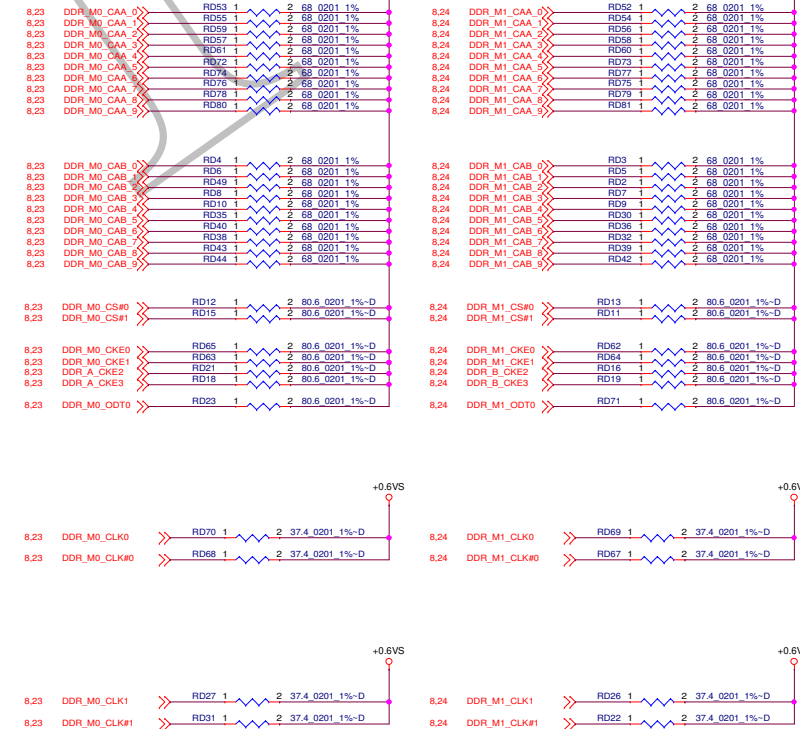 8,23 DDR_M0_CAA_0 RD53 1 2 68_0201_1% 8,24 DDR_M1_CAA_0 RD52 1 2 68_0201_1%
8,23 DDR_M0_CAA_1 RD55 1 2 68_0201_1% 8,24 DDR_M1_CAA_1 RD54 1 2 68_0201_1%
8,23 DDR_M0_CAA_2 RD59 1 2 68_0201_1% 8,24 DDR_M1_CAA_2 RD56 1 2 68_0201_1%
8,23 DDR_M0_CAA_3 RD57 1 2 68_0201_1% 8,24 DDR_M1_CAA_3 RD58 1 2 68_0201_1%
8,23 DDR_M0_CAA_4 RD61 1 2 68_0201_1% 8,24 DDR_M1_CAA_4 RD60 1 2 68_0201_1%
8,23 DDR_M0_CAA_5 RD72 1 2 68_0201_1% 8,24 DDR_M1_CAA_5 RD73 1 2 68_0201_1%
8,23 DDR_M0_CAA_6 RD74 1 2 68_0201_1% 8,24 DDR_M1_CAA_6 RD77 1 2 68_0201_1%
8,23 DDR_M0_CAA_7 RD76 1 2 68_0201_1% 8,24 DDR_M1_CAA_7 RD75 1 2 68_0201_1%
8,23 DDR_M0_CAA_8 RD78 1 2 68_0201_1% 8,24 DDR_M1_CAA_8 RD79 1 2 68_0201_1%
8,23 DDR_M0_CAA_9 RD80 1 2 68_0201_1% 8,24 DDR_M1_CAA_9 RD81 1 2 68_0201_1%
8,23 DDR_M0_CAB_0 RD4 1 2 68_0201_1% 8,24 DDR_M1_CAB_0 RD3 1 2 68_0201_1%
8,23 DDR_M0_CAB_1 RD6 1 2 68_0201_1% 8,24 DDR_M1_CAB_1 RD5 1 2 68_0201_1%
8,23 DDR_M0_CAB_2 RD49 1 2 68_0201_1% 8,24 DDR_M1_CAB_2 RD2 1 2 68_0201_1%
8,23 DDR_M0_CAB_3 RD8 1 2 68_0201_1% 8,24 DDR_M1_CAB_3 RD7 1 2 68_0201_1%
8,23 DDR_M0_CAB_4 RD10 1 2 68_0201_1% 8,24 DDR_M1_CAB_4 RD9 1 2 68_0201_1%
8,23 DDR_M0_CAB_5 RD35 1 2 68_0201_1% 8,24 DDR_M1_CAB_5 RD30 1 2 68_0201_1%
8,23 DDR_M0_CAB_6 RD40 1 2 68_0201_1% 8,24 DDR_M1_CAB_6 RD36 1 2 68_0201_1%
8,23 DDR_M0_CAB_7 RD38 1 2 68_0201_1% 8,24 DDR_M1_CAB_7 RD32 1 2 68_0201_1%
8,23 DDR_M0_CAB_8 RD43 1 2 68_0201_1% 8,24 DDR_M1_CAB_8 RD39 1 2 68_0201_1%
8,23 DDR_M0_CAB_9 RD44 1 2 68_0201_1% 8,24 DDR_M1_CAB_9 RD42 1 2 68_0201_1%
8,23 DDR_M0_CS#0 RD12 1 2 80.6_0201_1%~D 8,24 DDR_M1_CS#0 RD13 1 2 80.6_0201_1%~D
8,23 DDR_M0_CS#1 RD15 1 2 80.6_0201_1%~D 8,24 DDR_M1_CS#1 RD11 1 2 80.6_0201_1%~D
8,23 DDR_M0_CKE0 RD65 1 2 80.6_0201_1%~D 8,24 DDR_M1_CKE0 RD62 1 2 80.6_0201_1%~D
8,23 DDR_M0_CKE1 RD63 1 2 80.6_0201_1%~D 8,24 DDR_M1_CKE1 RD64 1 2 80.6_0201_1%~D
8,23 DDR_A_CKE2 RD21 1 2 80.6_0201_1%~D 8,24 DDR_B_CKE2 RD16 1 2 80.6_0201_1%~D
8,23 DDR_A_CKE3 RD18 1 2 80.6_0201_1%~D 8,24 DDR_B_CKE3 RD19 1 2 80.6_0201_1%~D
8,23 DDR_M0_ODT0 RD23 1 2 80.6_0201_1%~D 8,24 DDR_M1_ODT0 RD71 1 2 80.6_0201_1%~D
+0.6VS +0.6V
8,23 DDR_M0_CLK0 RD70 1 2 37.4_0201_1%~D 8,24 DDR_M1_CLK0 RD69 1 2 37.4_0201_1%~D
8,23 DDR_M0_CLK#0 RD68 1 2 37.4_0201_1%~D 8,24 DDR_M1_CLK#0 RD67 1 2 37.4_0201_1%~D
+0.6VS +0.6V
8,23 DDR_M0_CLK1 RD27 1 2 37.4_0201_1%~D 8,24 DDR_M1_CLK1 RD26 1 2 37.4_0201_1%~D
8,23 DDR_M0_CLK#1 RD31 1 2 37.4_0201_1%~D 8,24 DDR_M1_CLK#1 RD22 1 2 37.4_0201_1%~D